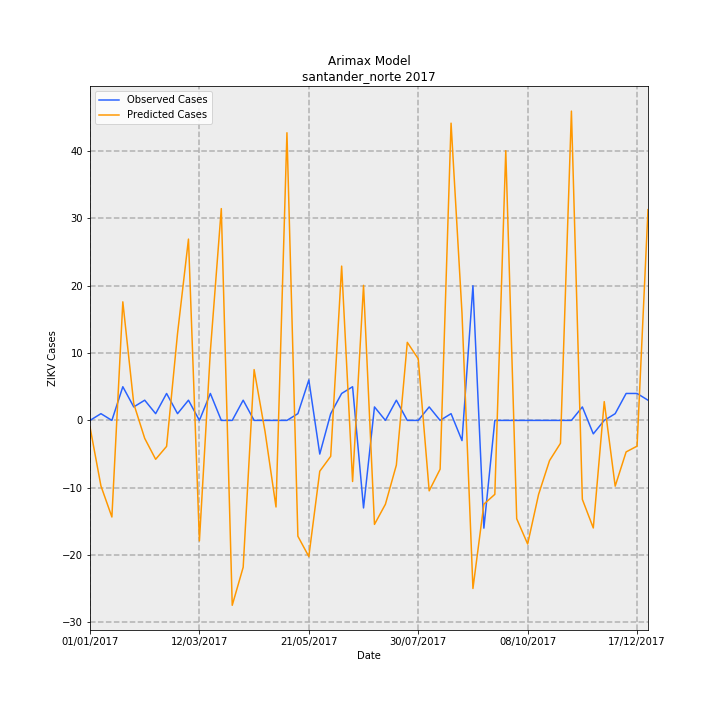 Arimax Model
santander_norte 2017
Observed Cases
Predicted Cases
ZIKV Cases
40
30
20
10
0
−10
−20
−30
01/01/2017 12/03/2017 21/05/2017 30/07/2017 08/10/2017 17/12/2017
Date